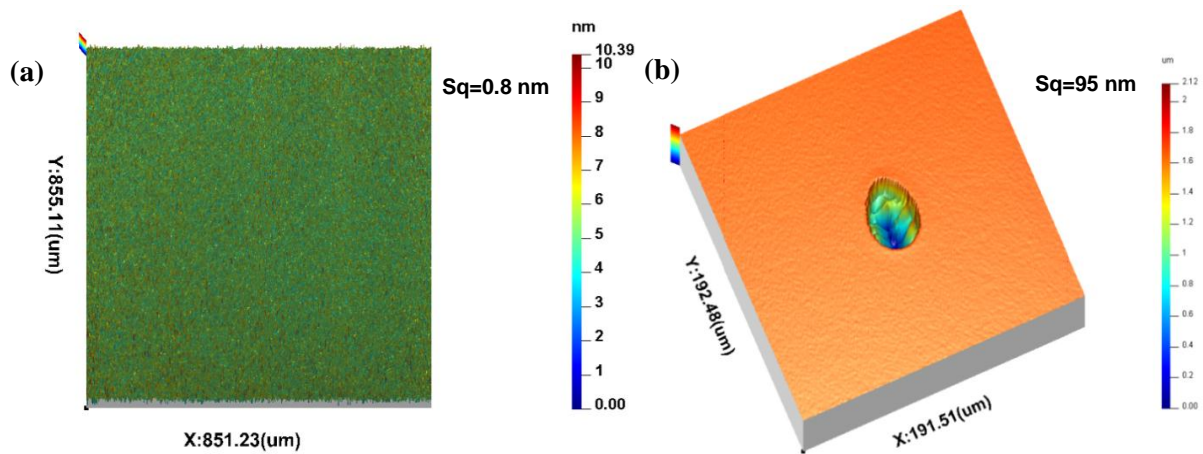 (a)
nm
10.39
10
9
8
7
6
5
4
3
2
1
0.00
Sq=0.8 nm
Y:855.11(um)
X:851.23(um)
(b)
Sq=95 nm
um
2.12
2
1.8
1.6
1.4
1.2
1
0.8
0.6
0.4
0.2
0.00
Y:192.48(um)
X:191.51(um)